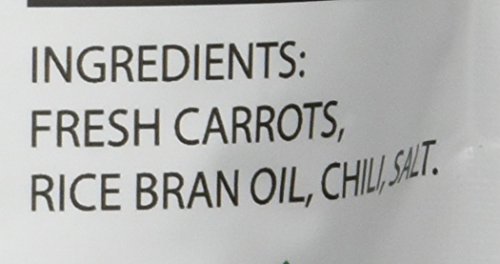 INGREDIENTS:
FRESH CARROTS,
RICE BRAN OIL, CHILI, SALT.